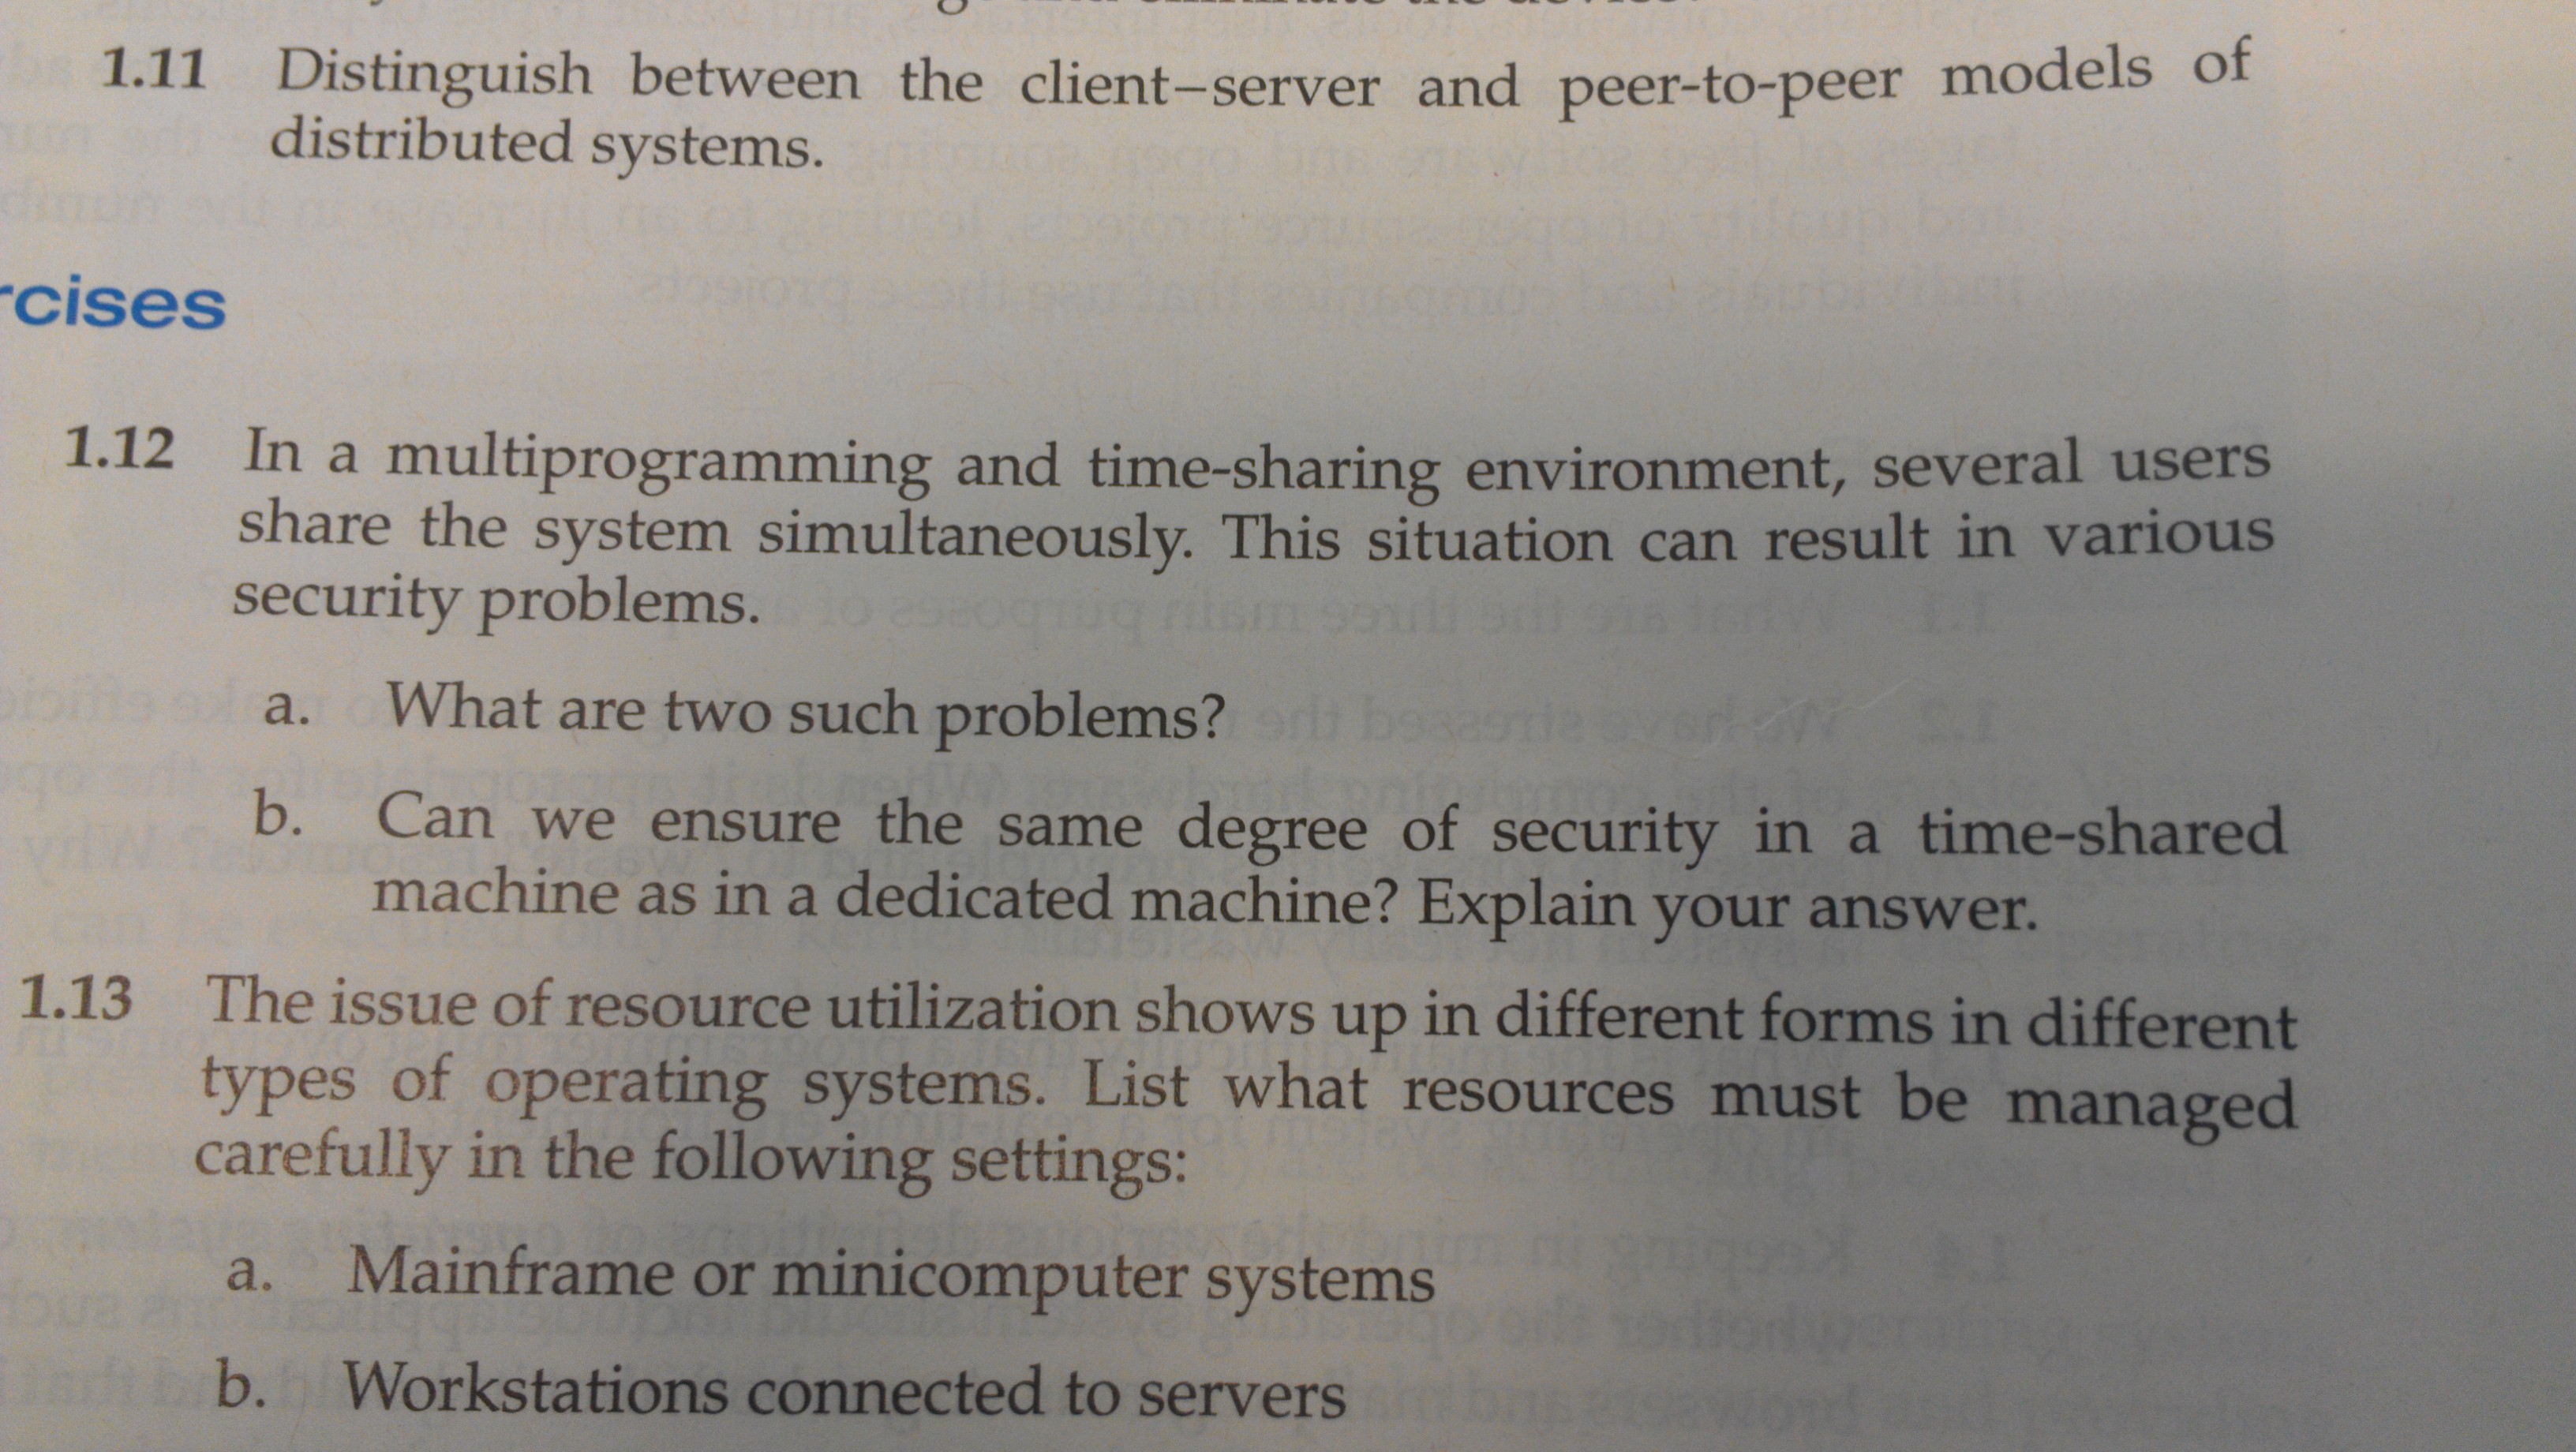 1.11 Distinguish between the client–server and peer-to-peer models of
distributed systems.
rcises
1.12 In a multiprogramming and time-sharing environment, several users
share the system simultaneously. This situation can result in various
security problems.
a. What are two such problems?
b. Can we ensure the same degree of security in a time-shared
machine as in a dedicated machine? Explain your answer.
1.13 The issue of resource utilization shows up in different forms in different
types of operating systems. List what resources must be managed
carefully in the following settings:
a. Mainframe or minicomputer systems
b. Workstations connected to servers